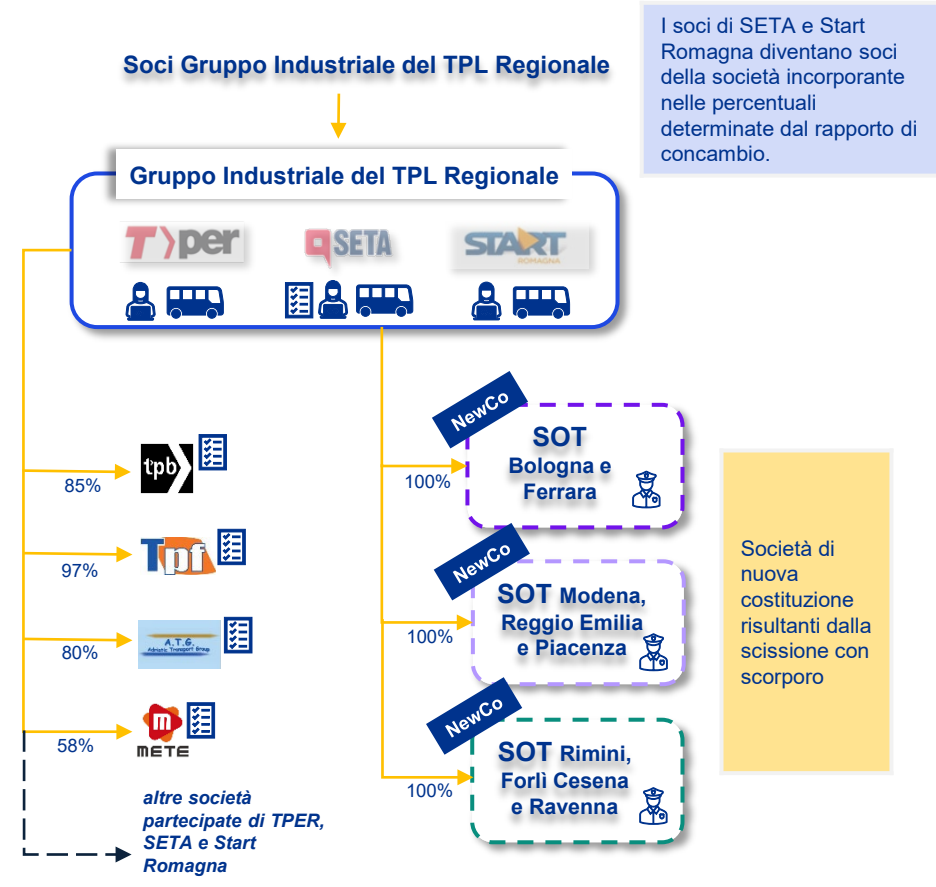 I soci di SETA e Start
Romagna diventano soci
della società incorporante
nelle percentuali
determinate dal rapporto di
concambio.
Soci Gruppo Industriale del TPL Regionale
Gruppo Industriale del TPL Regionale
Tper
SETA
START
ROMAGNA
NewCo
SOT
Bologna e
Ferrara
100%
tpb
85%
NewCo
SOT Modena,
Reggio Emilia
e Piacenza
100%
Tpf
97%
A.T.G.
Adriatic Transport Group
80%
NewCo
SOT Rimini,
Forlì Cesena
e Ravenna
100%
METE
58%
altre società
partecipate di TPER,
SETA e Start
Romagna
Società di
nuova
costituzione
risultanti dalla
scissione con
scorporo